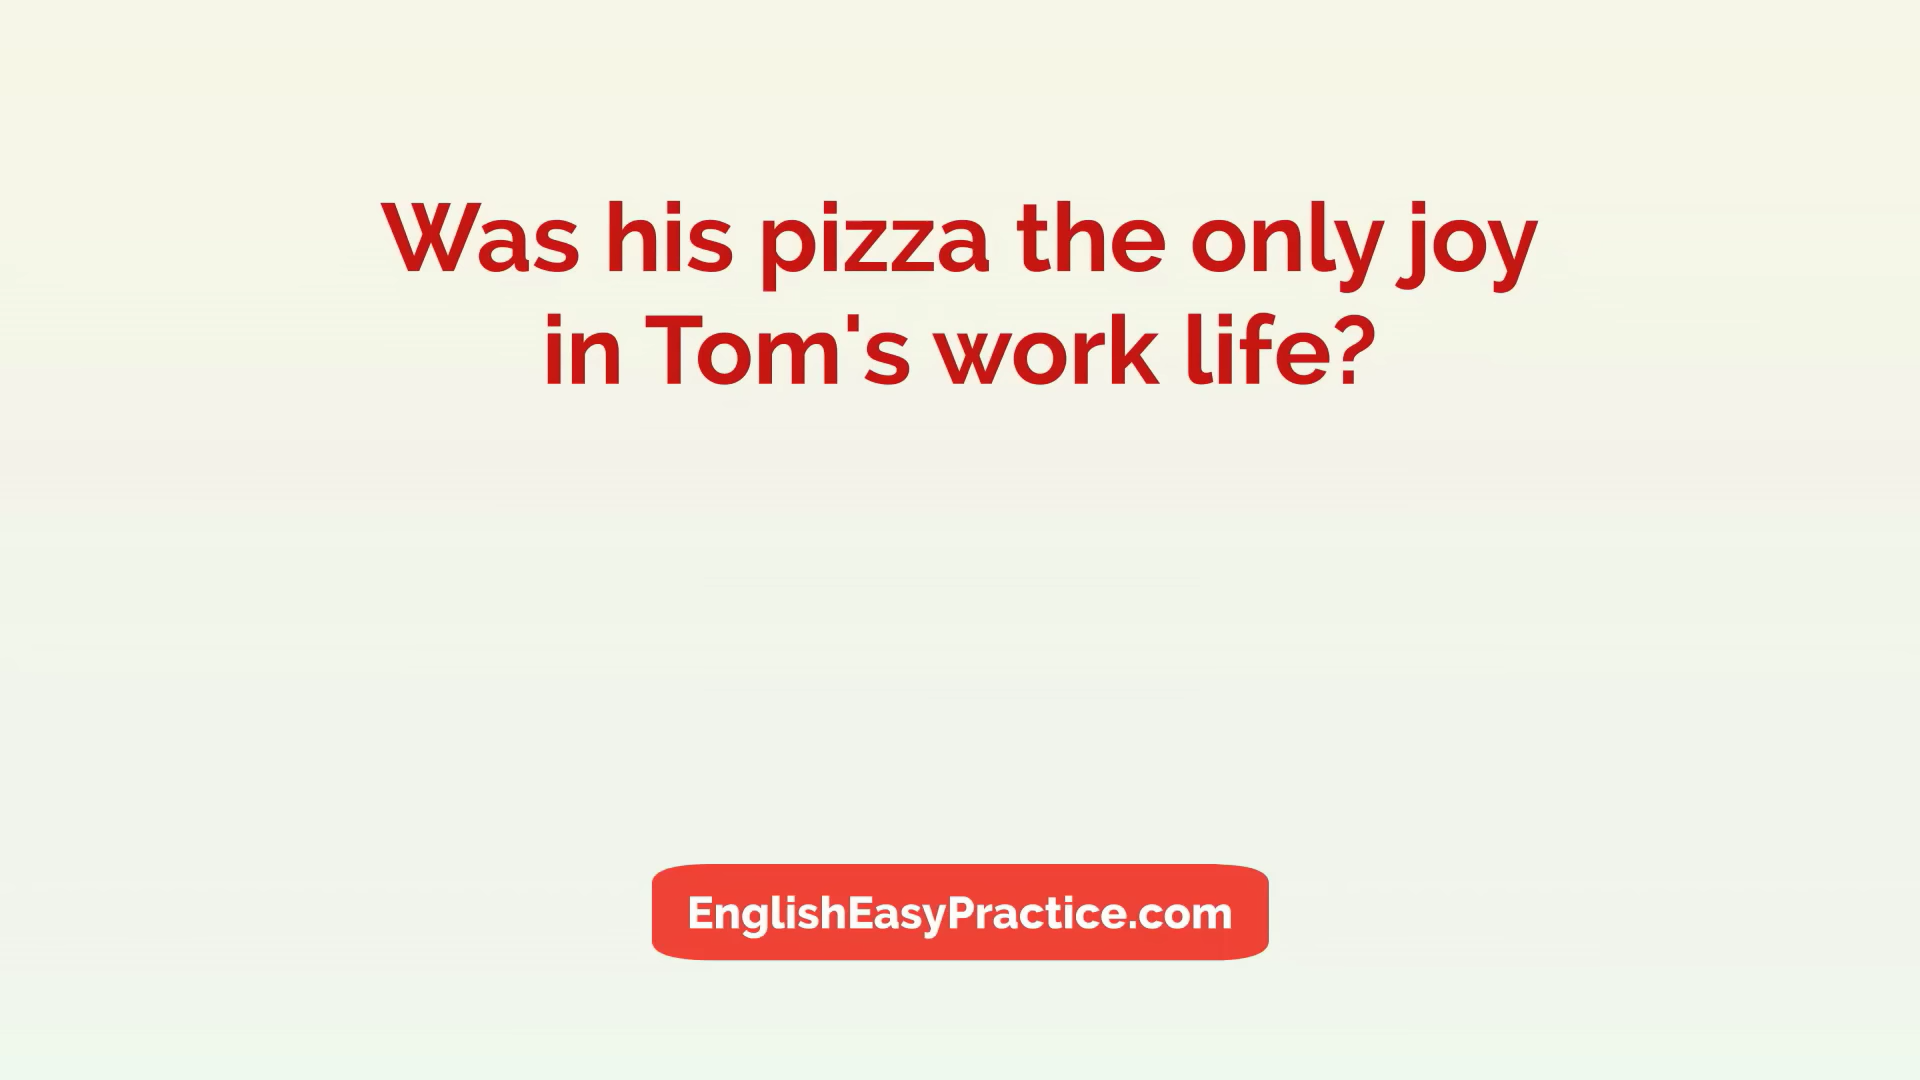 Was his pizza the only joy
in Tom's work life?
EnglishEasyPractice.com